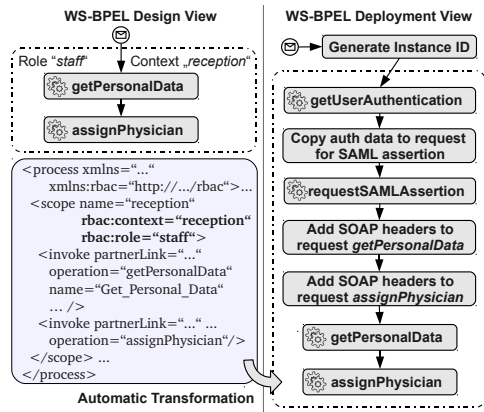 WS-BPEL Design View
Role “staff“
Context „reception“
getPersonalData
assignPhysician
<process xmlns=“...“
xmlns:rbac=“http://.../rbac“>...
<scope name=“reception“
rbac:context=“reception“
rbac:role=“staff“>
<invoke partnerLink=“...“
operation=“getPersonalData“
name=“Get_Personal_Data“
... />
<invoke partnerLink=“...“ ...
operation=“assignPhysician“/>
</scope> ...
</process>
Automatic Transformation
WS-BPEL Deployment View
Generate Instance ID
getUserAuthentication
Copy auth data to request
for SAML assertion
requestSAMLAssertion
Add SOAP headers to
request getPersonalData
Add SOAP headers to
request assignPhysician
getPersonalData
assignPhysician